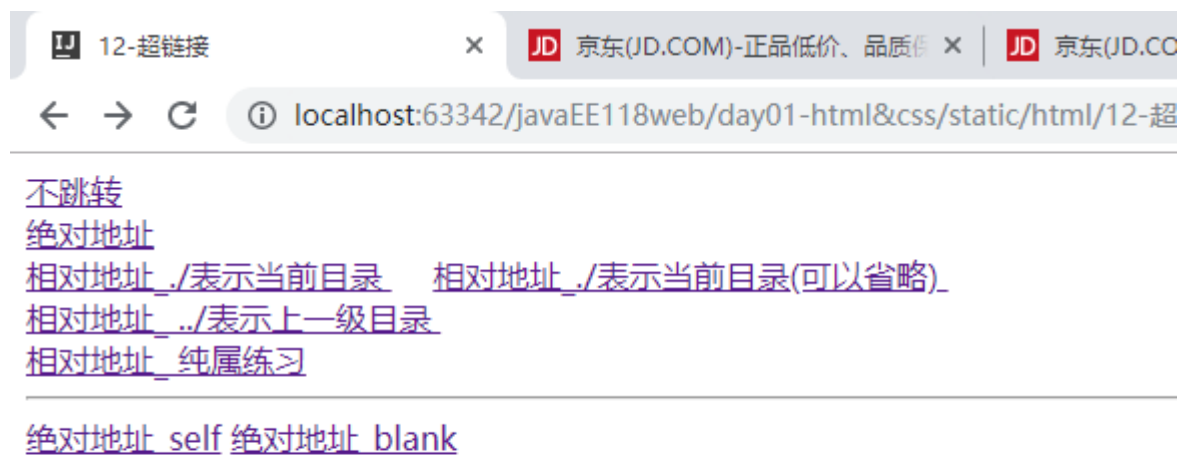 12-超链接 × JD 京东(JD.COM)-正品低价、品质 × JD 京东(JD.CO
localhost:63342/javaEE118web/day01-html&css/static/html/12-超
不跳转
绝对地址
相对地址_./表示当前目录 相对地址_./表示当前目录(可以省略)
相对地址_ ../表示上一级目录
相对地址_ 纯属练习
绝对地址_self 绝对地址_blank